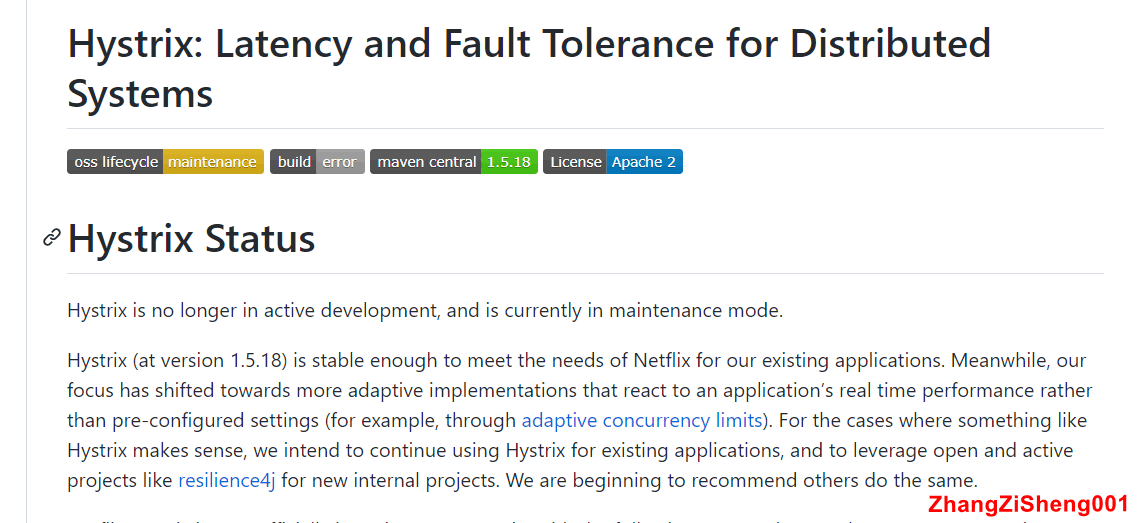 Hystrix: Latency and Fault Tolerance for Distributed
Systems
oss lifecycle maintenance build error maven central 1.5.18 License Apache 2
Hystrix Status
Hystrix is no longer in active development, and is currently in maintenance mode.
Hystrix (at version 1.5.18) is stable enough to meet the needs of Netflix for our existing applications. Meanwhile, our
focus has shifted towards more adaptive implementations that react to an application’s real time performance rather
than pre-configured settings (for example, through adaptive concurrency limits). For the cases where something like
Hystrix makes sense, we intend to continue using Hystrix for existing applications, and to leverage open and active
projects like resilience4j for new internal projects. We are beginning to recommend others do the same.
ZhangZiSheng001